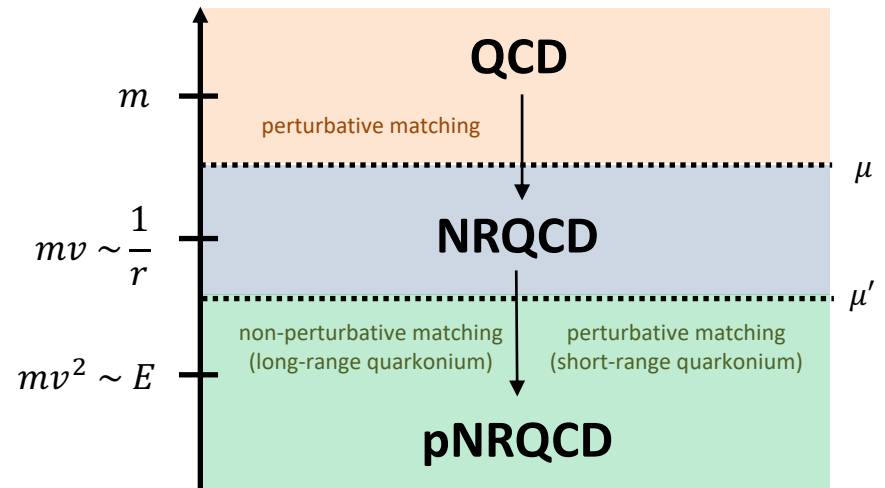 QCD
m
perturbative matching
μ
NRQCD
mv ~ 1/r
μ′
non-perturbative matching
(long-range quarkonium)
perturbative matching
(short-range quarkonium)
mv² ~ E
pNRQCD